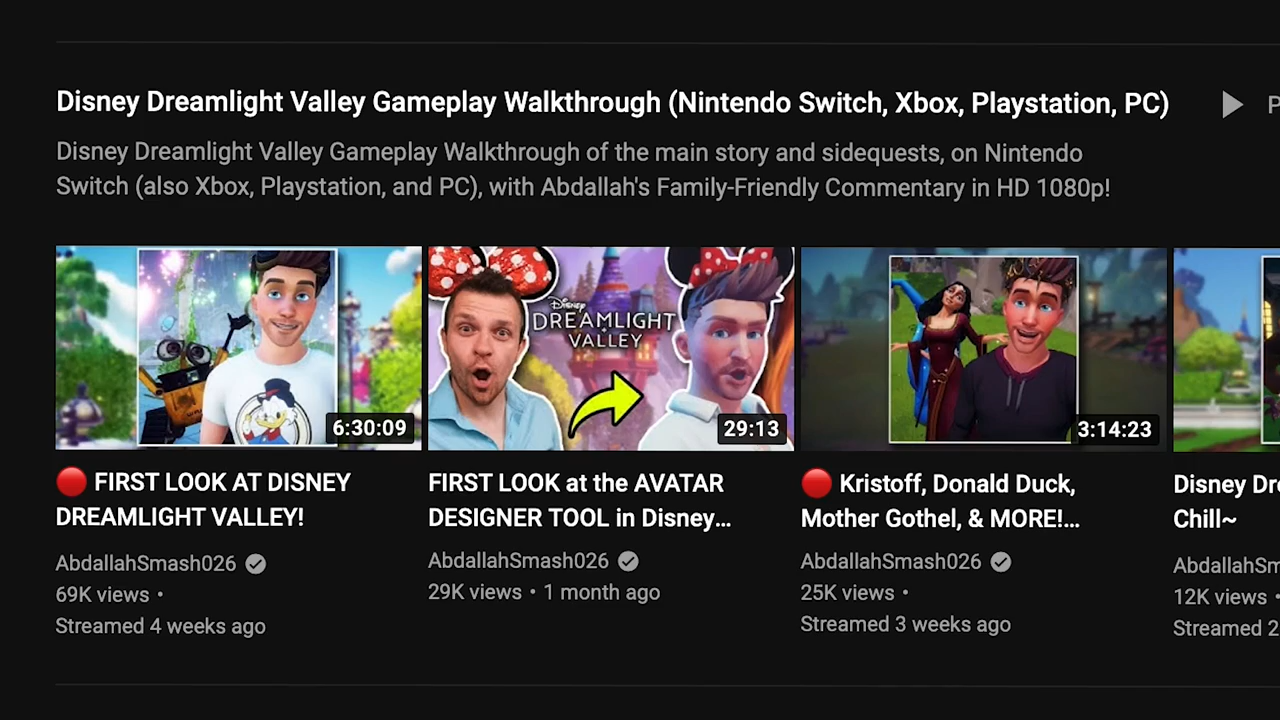 Disney Dreamlight Valley Gameplay Walkthrough (Nintendo Switch, Xbox, Playstation, PC)
P
Disney Dreamlight Valley Gameplay Walkthrough of the main story and sidequests, on Nintendo
Switch (also Xbox, Playstation, and PC), with Abdallah's Family-Friendly Commentary in HD 1080p!
6:30:09
Disney
DREAMLIGHT
VALLEY
29:13
3:14:23
🔴 FIRST LOOK AT DISNEY
DREAMLIGHT VALLEY!
AbdallahSmash026
69K views •
Streamed 4 weeks ago
FIRST LOOK at the AVATAR
DESIGNER TOOL in Disney...
AbdallahSmash026
29K views • 1 month ago
🔴 Kristoff, Donald Duck,
Mother Gothel, & MORE!...
AbdallahSmash026
25K views •
Streamed 3 weeks ago
Disney Dre
Chill~
AbdallahSm
12K views •
Streamed 2